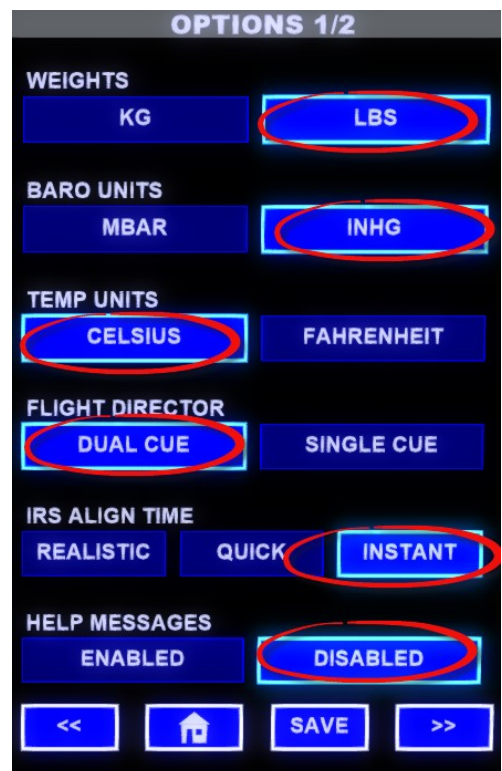 OPTIONS 1/2
WEIGHTS
KG LBS
BARO UNITS
MBAR INHG
TEMP UNITS
CELSIUS FAHRENHEIT
FLIGHT DIRECTOR
DUAL CUE SINGLE CUE
IRS ALIGN TIME
REALISTIC QUICK INSTANT
HELP MESSAGES
ENABLED DISABLED
<< SAVE >>